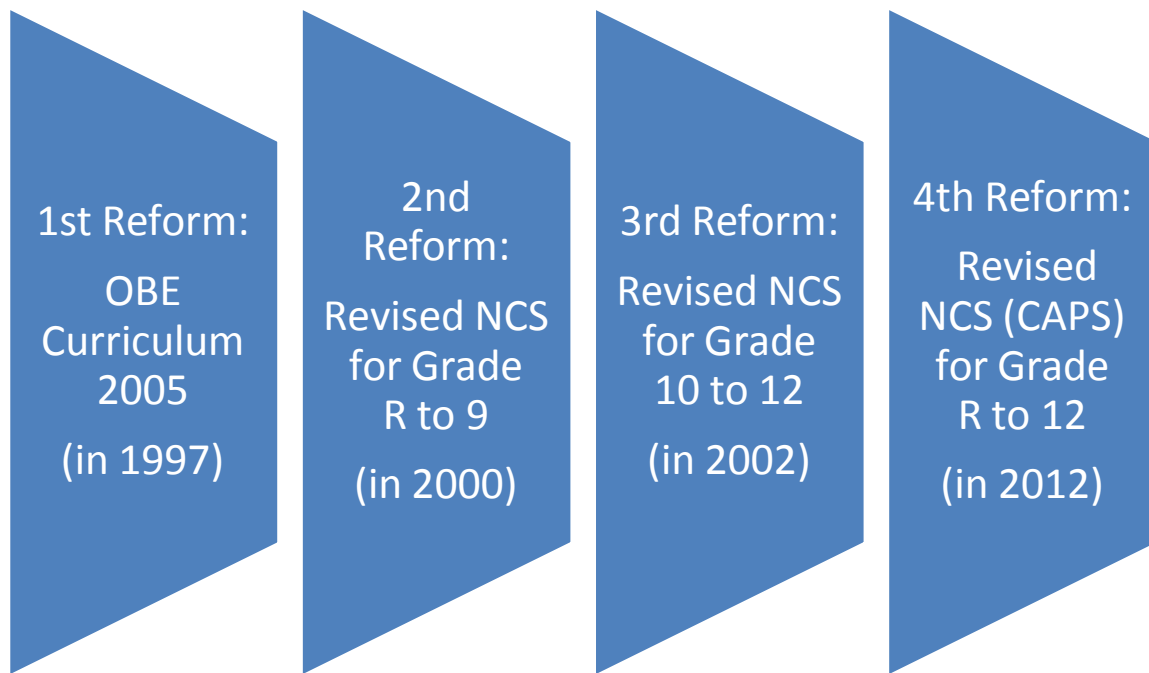 1st Reform:
OBE
Curriculum
2005
(in 1997)
2nd
Reform:
Revised NCS
for Grade
R to 9
(in 2000)
3rd Reform:
Revised NCS
for Grade
10 to 12
(in 2002)
4th Reform:
Revised
NCS (CAPS)
for Grade
R to 12
(in 2012)